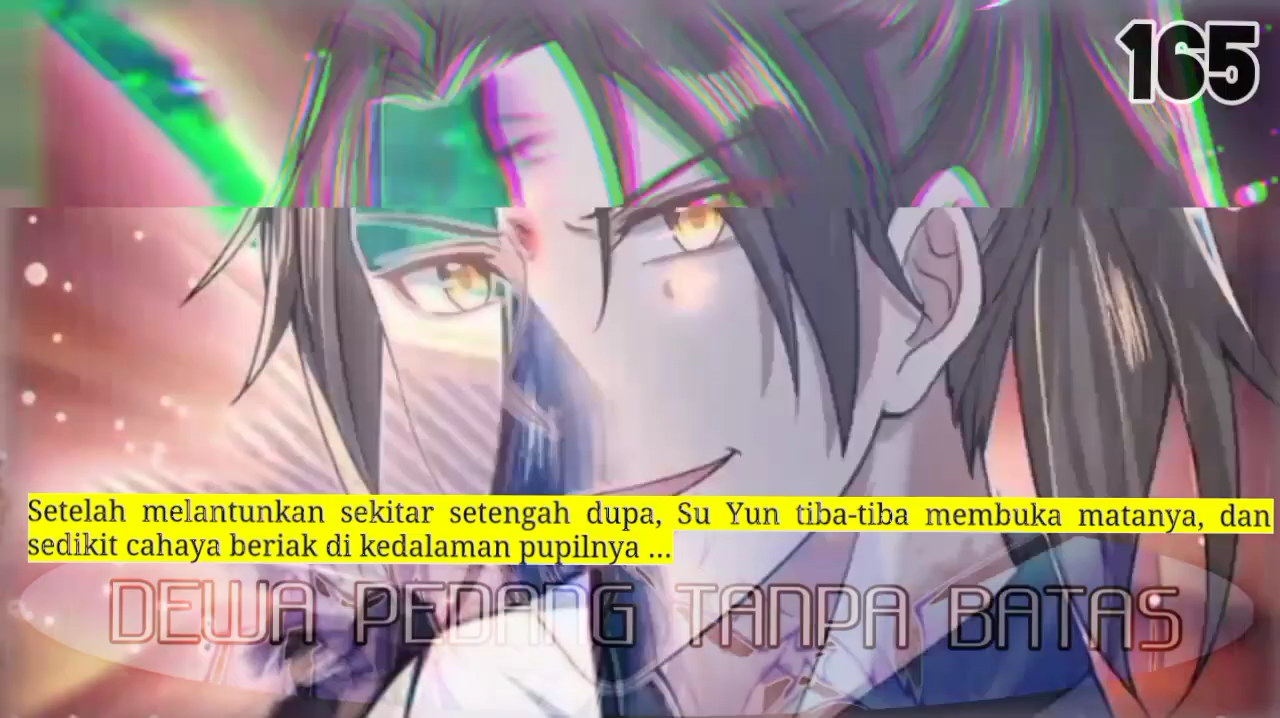 165
Setelah melantunkan sekitar setengah dupa, Su Yun tiba-tiba membuka matanya, dan
sedikit cahaya beriak di kedalaman pupilnya ...
DEWA PEDANG TANPA BATAS